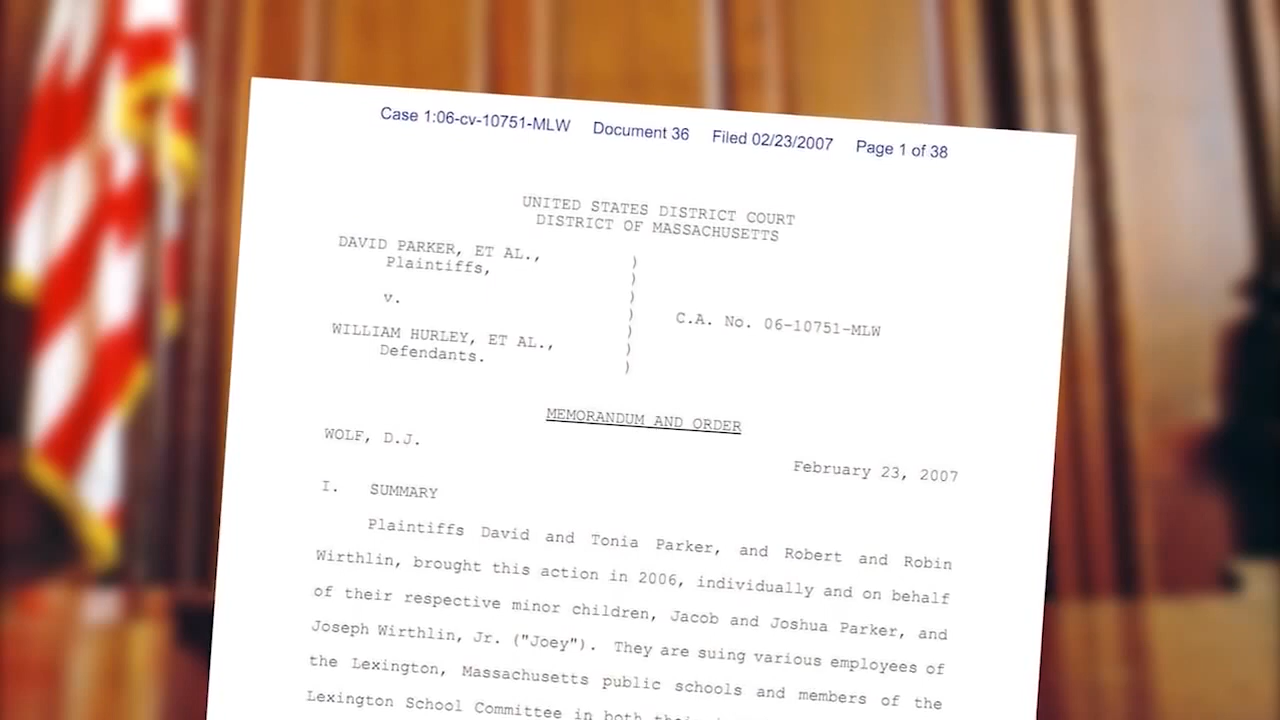 Case 1:06-cv-10751-MLW Document 36 Filed 02/23/2007 Page 1 of 38
UNITED STATES DISTRICT COURT
DISTRICT OF MASSACHUSETTS
DAVID PARKER, ET AL., )
Plaintiffs, )
)
v. )
) C.A. No. 06-10751-MLW
WILLIAM HURLEY, ET AL., )
Defendants. )
MEMORANDUM AND ORDER
WOLF, D.J.
February 23, 2007
I. SUMMARY
Plaintiffs David and Tonia Parker, and Robert and Robin
Wirthlin, brought this action in 2006, individually and on behalf
of their respective minor children, Jacob and Joshua Parker, and
Joseph Wirthlin, Jr. ("Joey"). They are suing various employees of
the Lexington, Massachusetts public schools and members of the
Lexington School Committee in both their